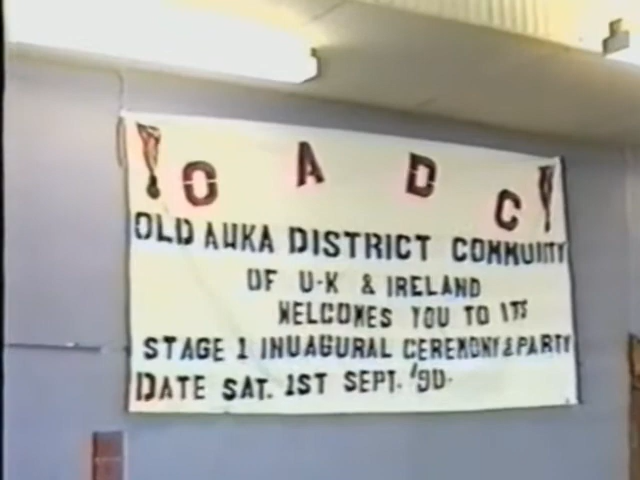 O A D C
OLD AWKA DISTRICT COMMUNITY
OF U-K & IRELAND
WELCOMES YOU TO ITS
STAGE 1 INUAGURAL CEREMONY & PARTY
DATE SAT. 1ST SEPT. '90.